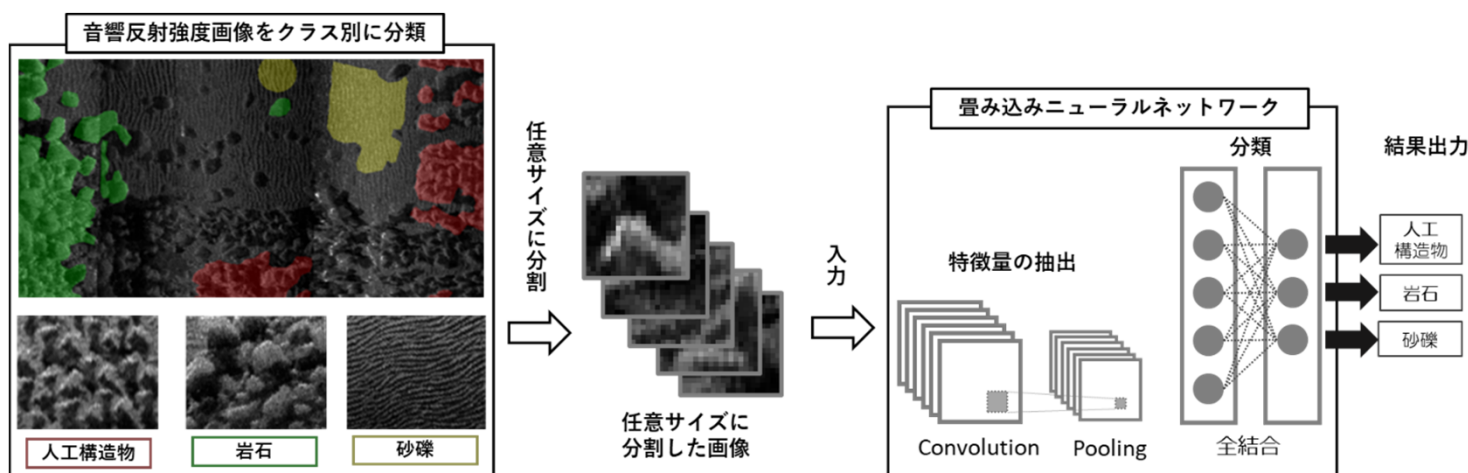 音響反射強度画像をクラス別に分類
人工構造物
岩石
砂礫
任意サイズに分割
任意サイズに
分割した画像
入力
畳み込みニューラルネットワーク
特徴量の抽出
Convolution
Pooling
分類
全結合
結果出力
人工
構造物
岩石
砂礫